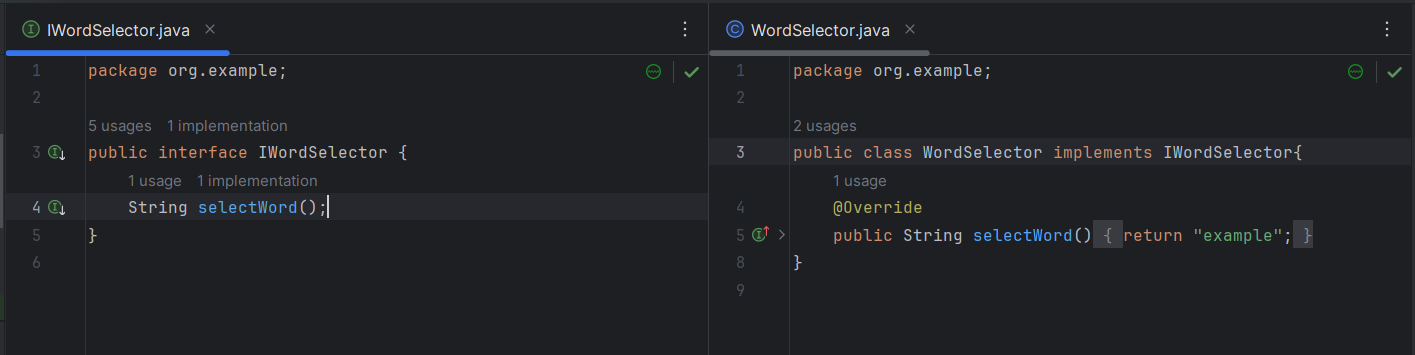 IWordSelector.java
1 package org.example;
2
5 usages 1 implementation
3 public interface IWordSelector {
1 usage 1 implementation
4 String selectWord();
5 }
6
WordSelector.java
1 package org.example;
2
2 usages
3 public class WordSelector implements IWordSelector{
1 usage
4 @Override
5 public String selectWord() { return "example"; }
8 }
9